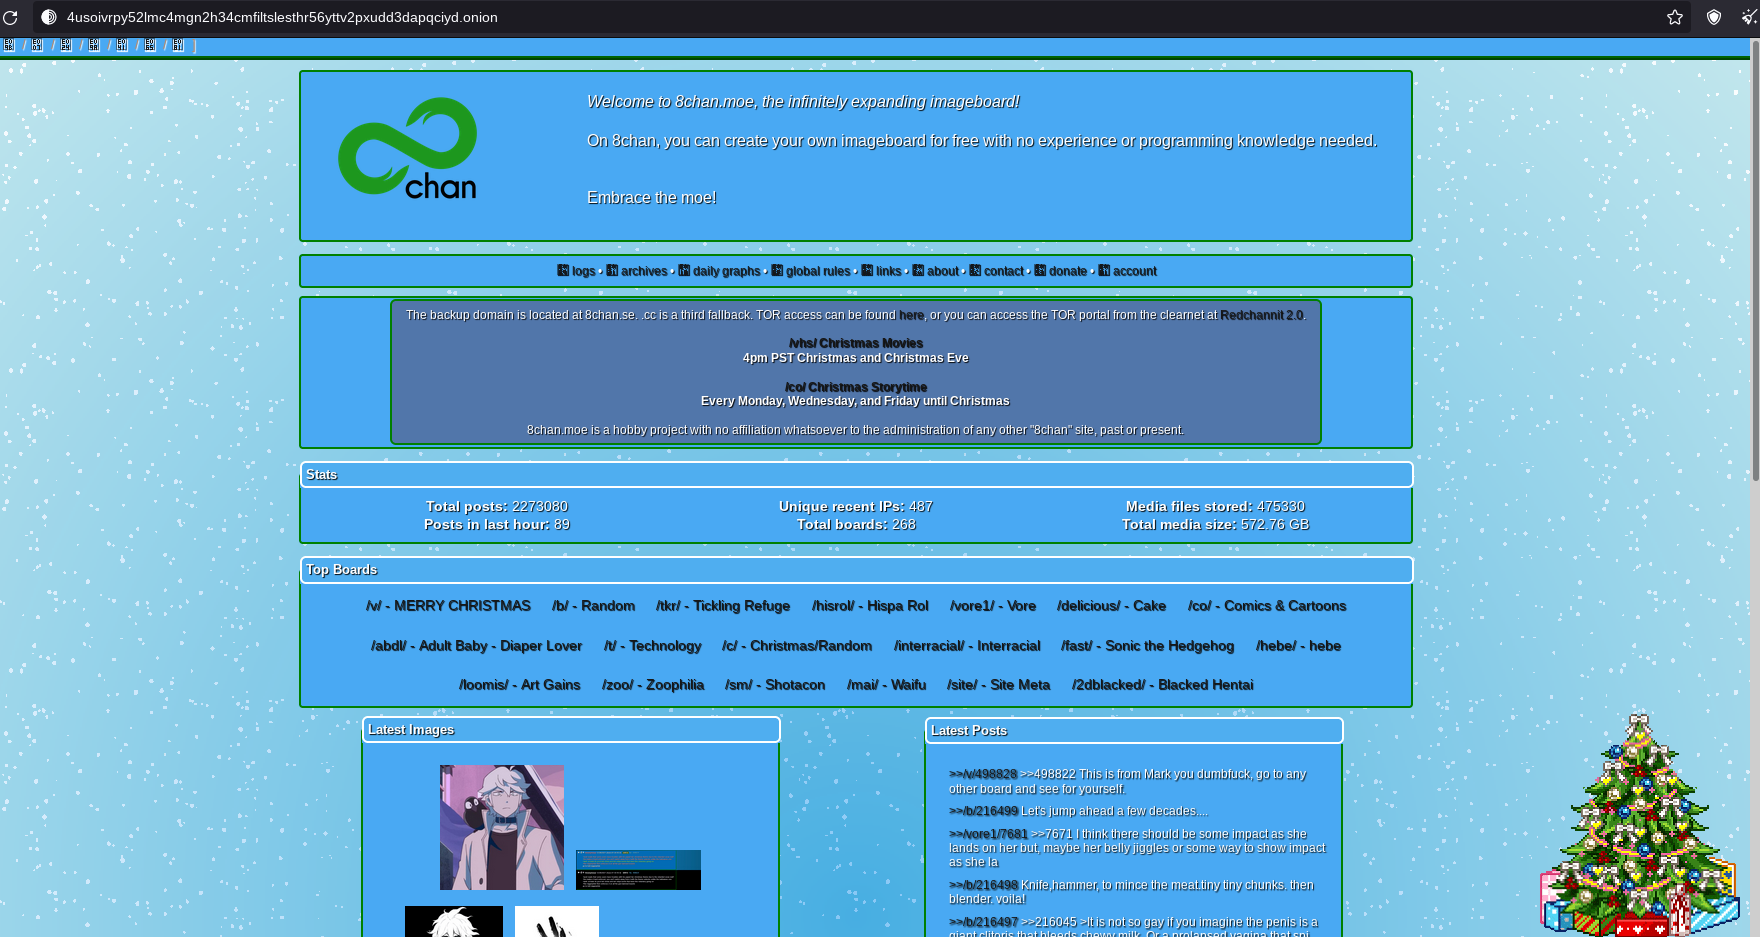 4usoivrpy52lmc4mgn2h34cmfiltslesthr56yttv2pxudd3dapqciyd.onion
/ / / / / / ]
chan
Welcome to 8chan.moe, the infinitely expanding imageboard!
On 8chan, you can create your own imageboard for free with no experience or programming knowledge needed.
Embrace the moe!
logs • archives • daily graphs • global rules • links • about • contact • donate • account
The backup domain is located at 8chan.se. .cc is a third fallback. TOR access can be found here, or you can access the TOR portal from the clearnet at Redchannit 2.0.
/vhs/ Christmas Movies
4pm PST Christmas and Christmas Eve
/co/ Christmas Storytime
Every Monday, Wednesday, and Friday until Christmas
8chan.moe is a hobby project with no affiliation whatsoever to the administration of any other "8chan" site, past or present.
Stats
Total posts: 2273080 Unique recent IPs: 487 Media files stored: 475330
Posts in last hour: 89 Total boards: 268 Total media size: 572.76 GB
Top Boards
/v/ - MERRY CHRISTMAS /b/ - Random /tkr/ - Tickling Refuge /hisrol/ - Hispa Rol /vore1/ - Vore /delicious/ - Cake /co/ - Comics & Cartoons
/abdl/ - Adult Baby - Diaper Lover /t/ - Technology /c/ - Christmas/Random /interracial/ - Interracial /fast/ - Sonic the Hedgehog /hebe/ - hebe
/loomis/ - Art Gains /zoo/ - Zoophilia /sm/ - Shotacon /mai/ - Waifu /site/ - Site Meta /2dblacked/ - Blacked Hentai
Latest Images
Latest Posts
>>/v/498828 >>498822 This is from Mark you dumbfuck, go to any
other board and see for yourself.
>>/b/216499 Let's jump ahead a few decades....
>>/vore1/7681 >>7671 I think there should be some impact as she
lands on her but, maybe her belly jiggles or some way to show impact
as she la
>>/b/216498 Knife,hammer, to mince the meat.tiny tiny chunks. then
blender. voila!
>>/b/216497 >>216045 >It is not so gay if you imagine the penis is a
giant clitoris that bleeds chewy milk. Or a prolapsed vagina that spi